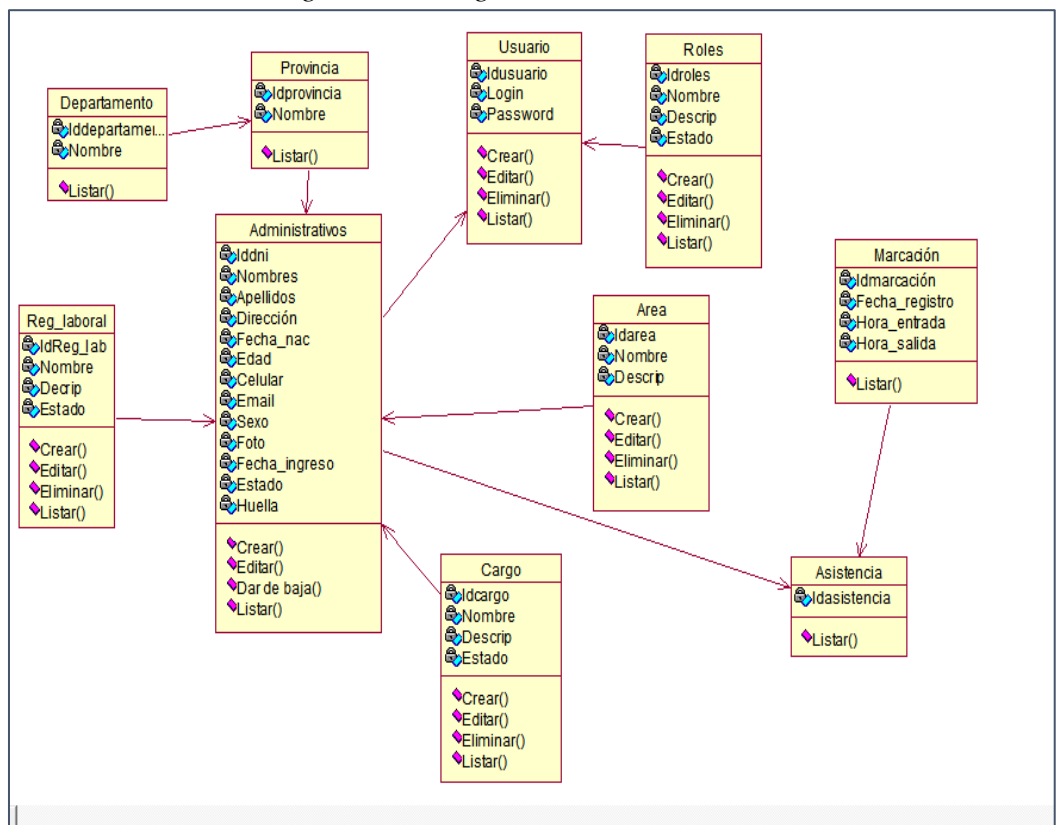 Departamento
Iddepartamen...
Nombre
Listar()
Provincia
Idprovincia
Nombre
Listar()
Usuario
Idusuario
Login
Password
Crear()
Editar()
Eliminar()
Listar()
Roles
Idroles
Nombre
Descrip
Estado
Crear()
Editar()
Eliminar()
Listar()
Administrativos
Iddni
Nombres
Apellidos
Dirección
Fecha_nac
Edad
Celular
Email
Sexo
Foto
Fecha_ingreso
Estado
Huella
Crear()
Editar()
Dar de baja()
Listar()
Reg_laboral
IdReg_lab
Nombre
Decrip
Estado
Crear()
Editar()
Eliminar()
Listar()
Area
Idarea
Nombre
Descrip
Crear()
Editar()
Eliminar()
Listar()
Marcación
Idmarcación
Fecha_registro
Hora_entrada
Hora_salida
Listar()
Cargo
Idcargo
Nombre
Descrip
Estado
Crear()
Editar()
Eliminar()
Listar()
Asistencia
Idasistencia
Listar()